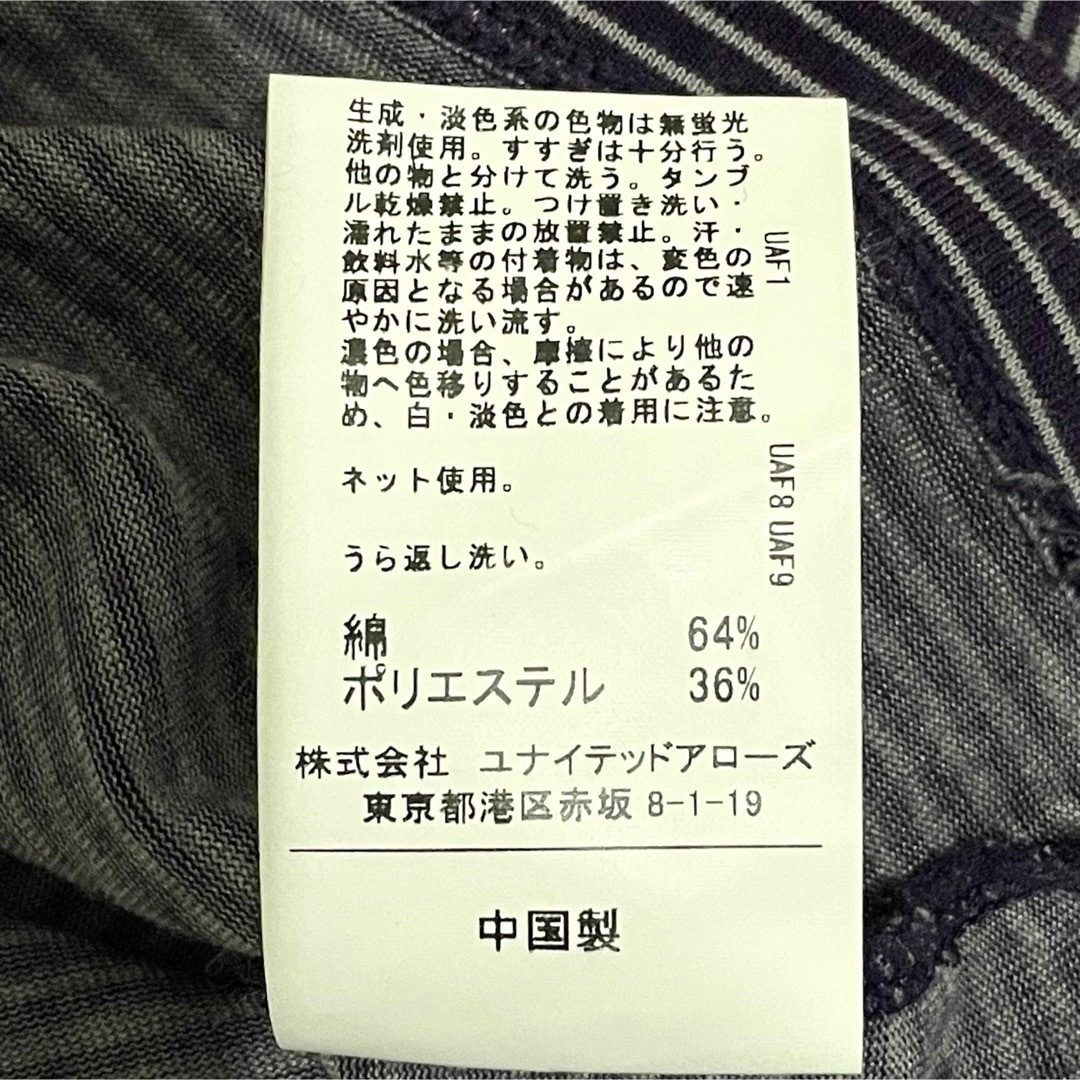 生成・淡色系の色物は無蛍光
洗剤使用。すすぎは十分行う。
他の物と分けて洗う。タンブ
ル乾燥禁止。つけ置き洗い・
濡れたままの放置禁止。汗・
飲料水等の付着物は、変色の
原因となる場合があるので速
やかに洗い流す。
濃色の場合、摩擦により他の
物へ色移りすることがあるた
め、白・淡色との着用に注意。
UAF1
ネット使用。
うら返し洗い。
UAF8 UAF9
綿 64%
ポリエステル 36%
株式会社 ユナイテッドアローズ
東京都港区赤坂 8-1-19
中国製